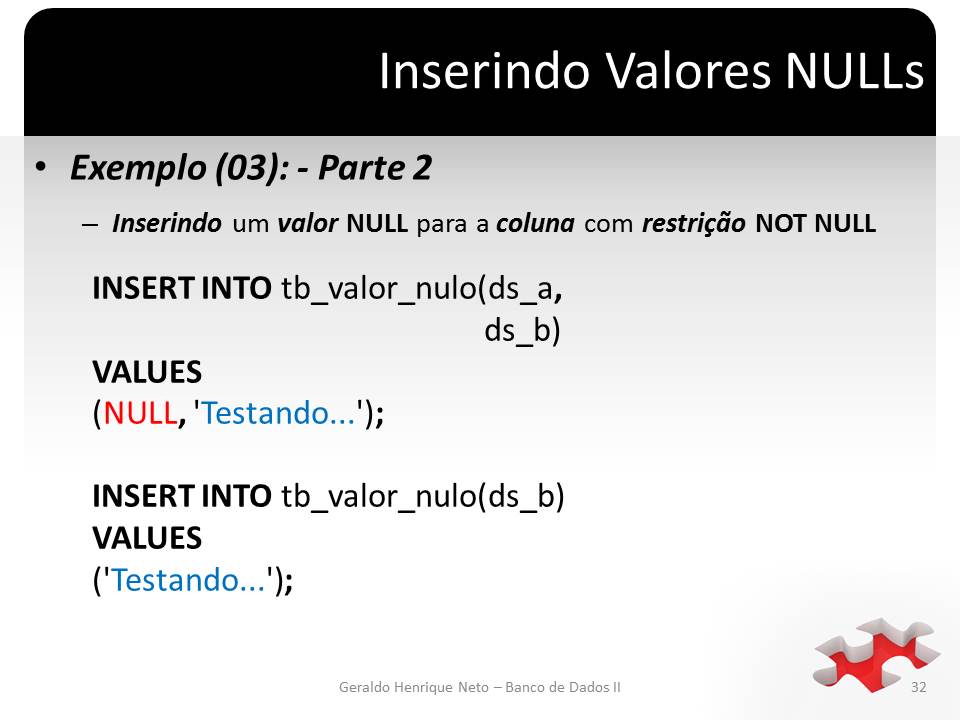 Inserindo Valores NULLs
• Exemplo (03): - Parte 2
– Inserindo um valor NULL para a coluna com restrição NOT NULL
INSERT INTO tb_valor_nulo(ds_a,
ds_b)
VALUES
(NULL, 'Testando...');
INSERT INTO tb_valor_nulo(ds_b)
VALUES
('Testando...');
Geraldo Henrique Neto – Banco de Dados II
32